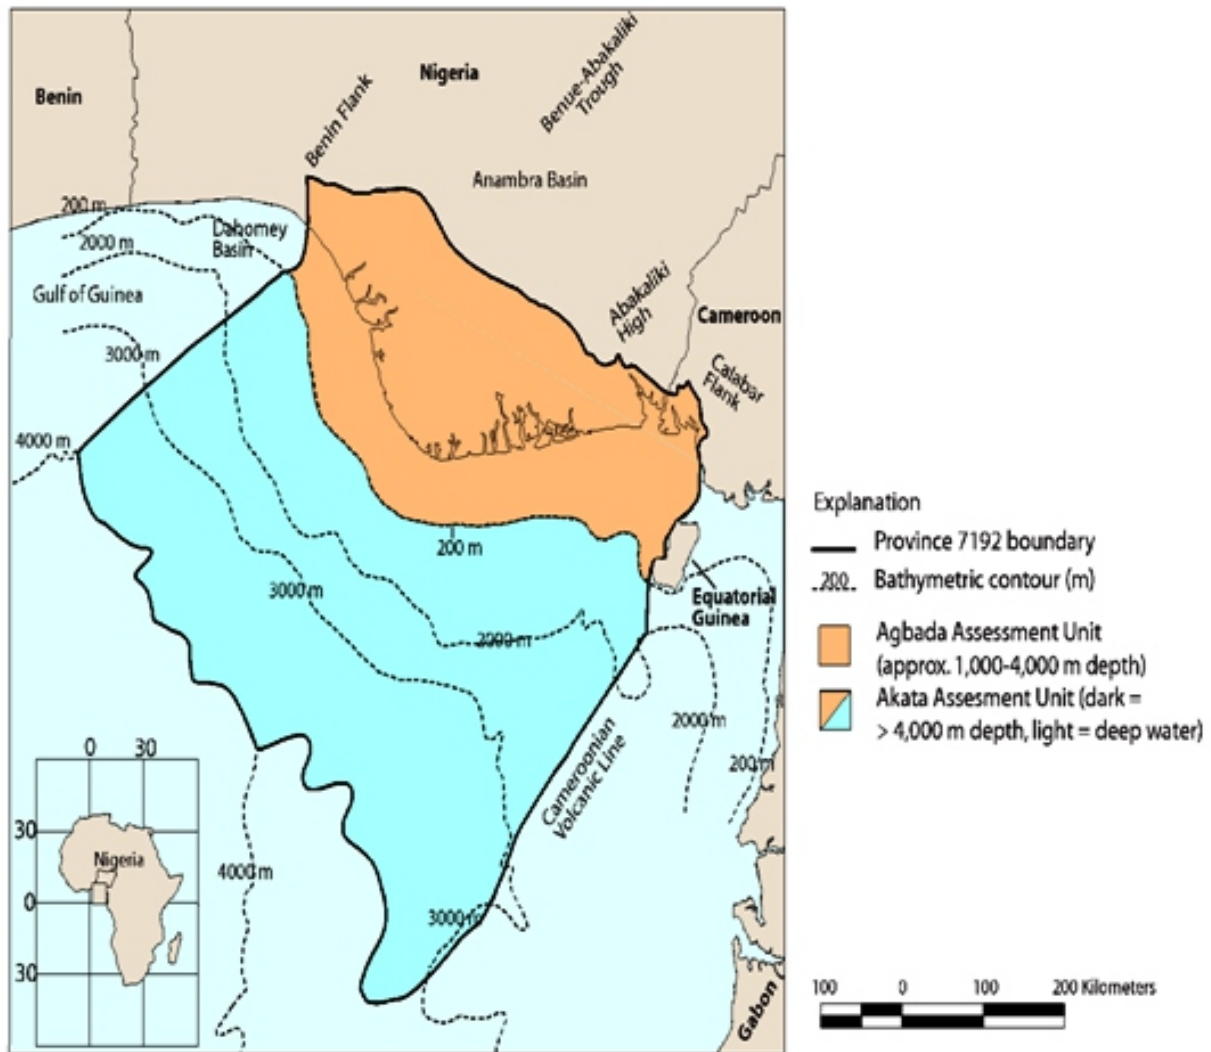 Nigeria
Benin
Benin Flank
Benue-Abakaliki
Trough
Anambra Basin
200 m
2000 m
Dahomey
Basin
Gulf of Guinea
3000 m
4000 m
Abakaliki
High
Cameroon
Calabar
Flank
200 m
3000 m
2000 m
Equatorial
Guinea
2000 m
200 m
Cameroonian
Volcanic Line
4000 m
3000 m
Gabon
0 30
30
Nigeria
0
30
Explanation
Province 7192 boundary
200 Bathymetric contour (m)
Agbada Assessment Unit
(approx. 1,000-4,000 m depth)
Akata Assesment Unit (dark =
> 4,000 m depth, light = deep water)
100 0 100 200 Kilometers